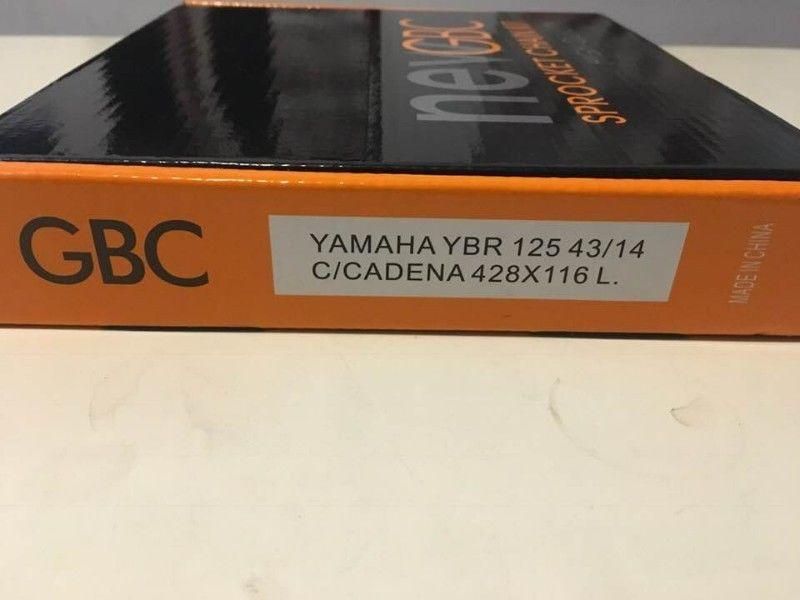 newGBC
SPROCKET
GBC
YAMAHA YBR 125 43/14
C/CADENA 428X116 L.
MADE IN CHINA